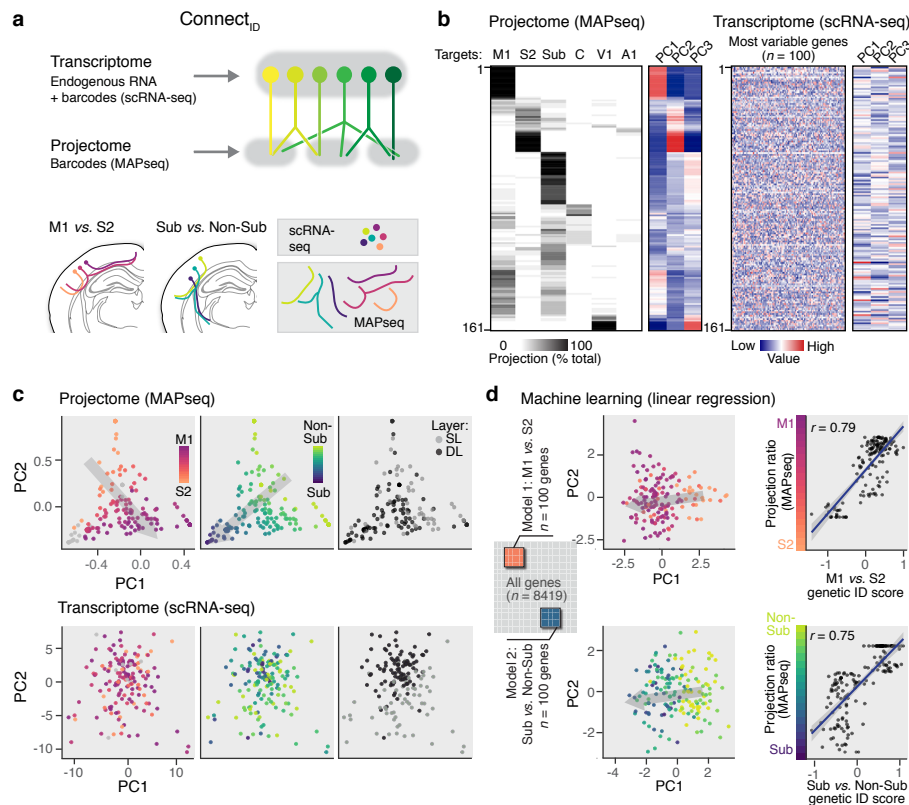 a
Connect_ID
Transcriptome
Endogenous RNA
+ barcodes (scRNA-seq)
Projectome
Barcodes (MAPseq)
M1 vs. S2
Sub vs. Non-Sub
scRNA-
seq
MAPseq
b
Projectome (MAPseq)
Targets: M1 S2 Sub C V1 A1
PC1 PC2 PC3
1
161
0 100
Projection (% total)
Transcriptome (scRNA-seq)
Most variable genes
(n = 100)
PC1 PC2 PC3
1
161
Low High
Value
c
Projectome (MAPseq)
M1
S2
Non-
Sub
Sub
Layer:
SL
DL
PC2
0.5
0.0
-0.4 0.0 0.4
PC1
Transcriptome (scRNA-seq)
PC2
5
0
-5
-10
-10 0 10
PC1
d
Machine learning (linear regression)
Model 1: M1 vs. S2
n = 100 genes
All genes
(n = 8419)
Model 2:
Sub vs. Non-Sub
n = 100 genes
PC2
2
0
-2.5
-2.5 0 2.5
PC1
M1
S2
Projection ratio
(MAPseq)
r = 0.79
-1 0 1
M1 vs. S2
genetic ID score
PC2
2
0
-2
-4 -2 0 2
PC1
Non-
Sub
Sub
Projection ratio
(MAPseq)
r = 0.75
-1 0 1
Sub vs. Non-Sub
genetic ID score